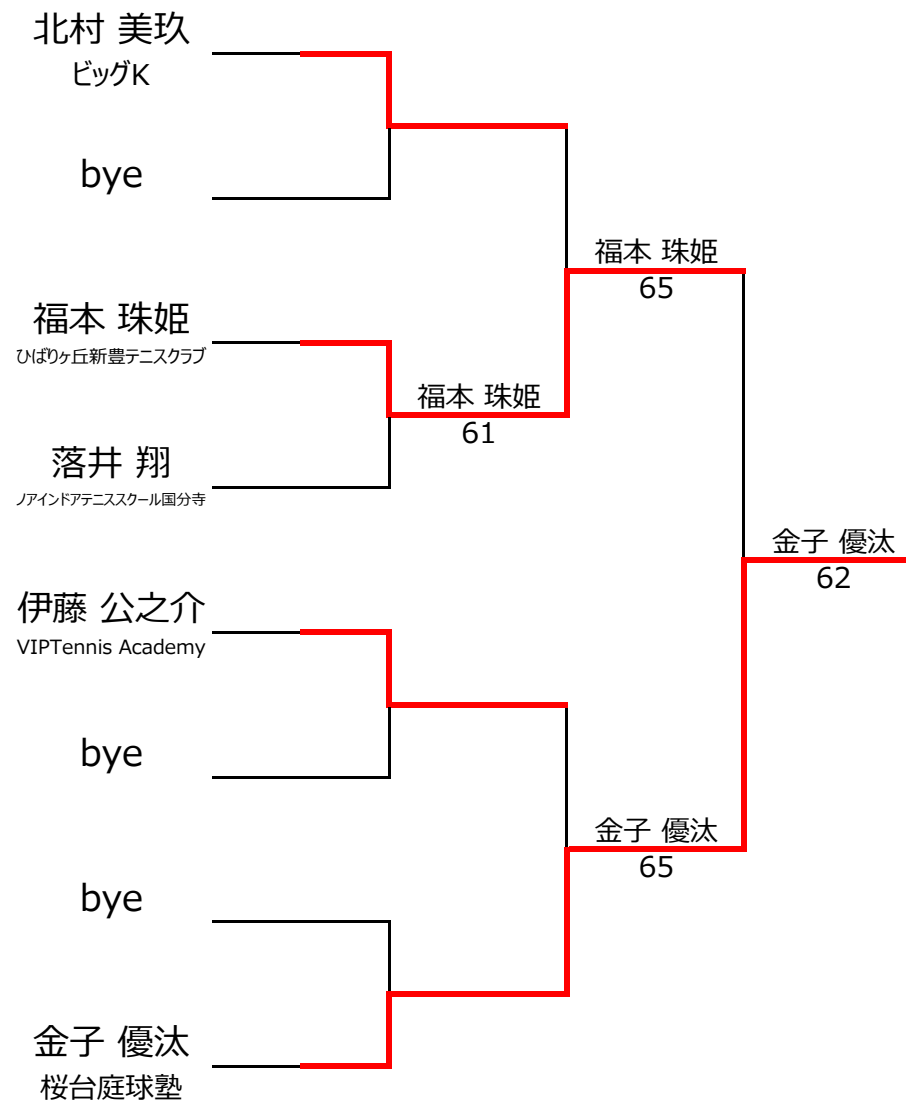 北村 美玖
ビッグK
bye
福本 珠姫
65
福本 珠姫
ひばりヶ丘新豊テニスクラブ
福本 珠姫
61
落井 翔
ノアインドアテニススクール国分寺
金子 優汰
62
伊藤 公之介
VIPTennis Academy
bye
金子 優汰
65
bye
金子 優汰
桜台庭球塾